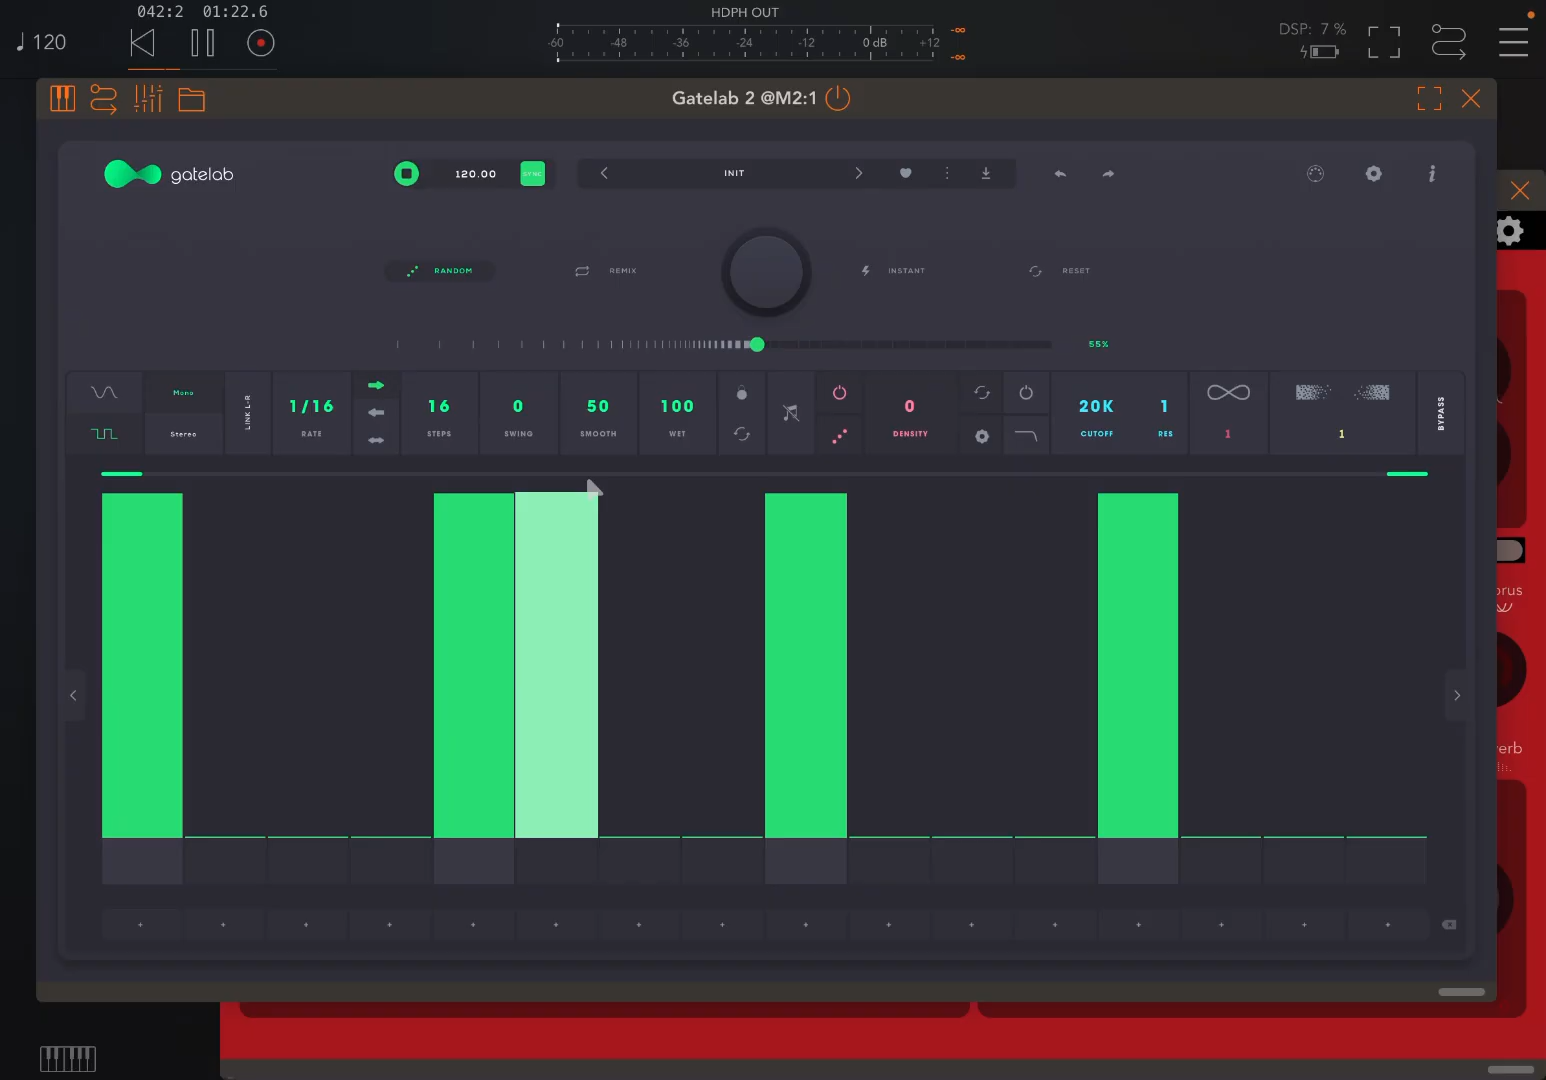 042:2 01:22.6
HDPH OUT
120
-60 -48 -36 -24 -12 0 dB +12
-∞
-∞
DSP: 7 %
Gatelab 2 @M2:1
gatelab
120.00
SYNC
INIT
i
RANDOM
REMIX
INSTANT
RESET
55%
Mono
Stereo
LINK L-R
1/16
RATE
16
STEPS
0
SWING
50
SMOOTH
100
WET
0
DENSITY
20K
CUTOFF
1
RES
1
1
BYPASS
+ + + + + + + + + + + + + + + +
orus
erb